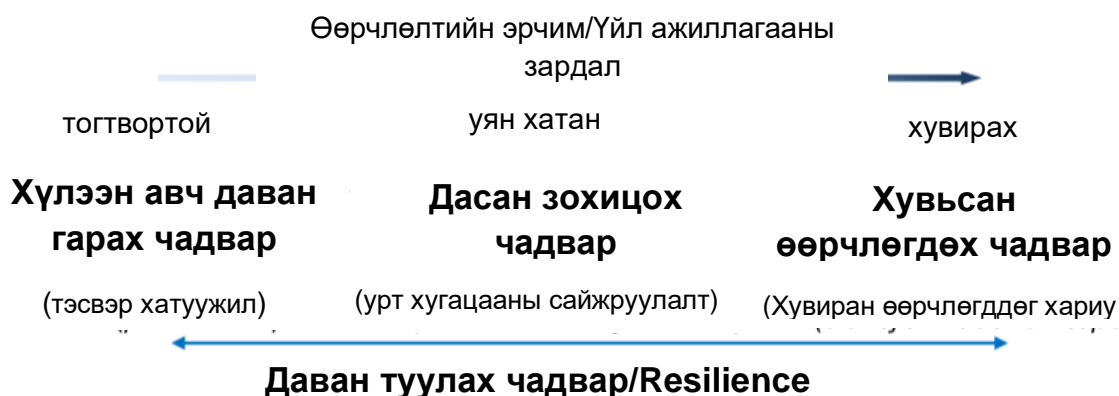 Өөрчлөлтийн эрчим/Үйл ажиллагааны
зардал
тогтвортой
уян хатан
хувирах
Хүлээн авч даван
гарах чадвар
Дасан зохицох
чадвар
Хувьсан
өөрчлөгдөх чадвар
(тэсвэр хатуужил)
(урт хугацааны сайжруулалт)
(Хувиран өөрчлөгддөг хариу
Даван туулах чадвар/Resilience